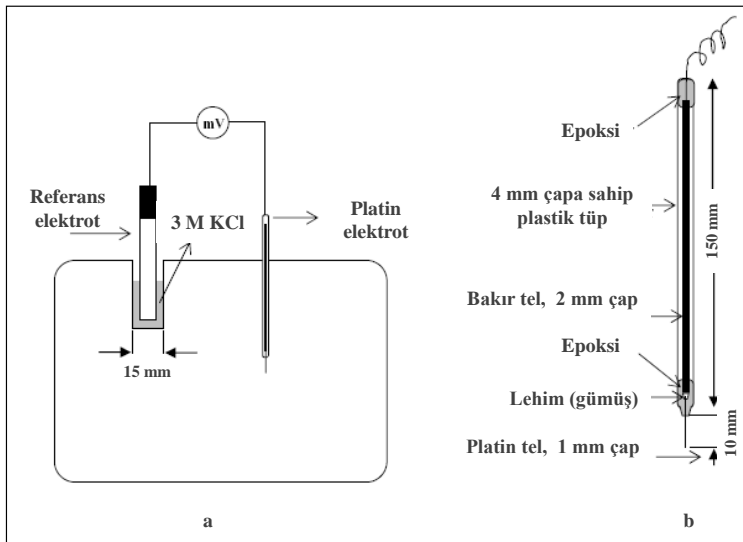 mV
Referans
elektrot
3 M KCl
Platin
elektrot
15 mm
a
Epoksi
4 mm çapa sahip
plastik tüp
150 mm
Bakır tel, 2 mm çap
Epoksi
Lehim (gümüş)
Platin tel, 1 mm çap
10 mm
b